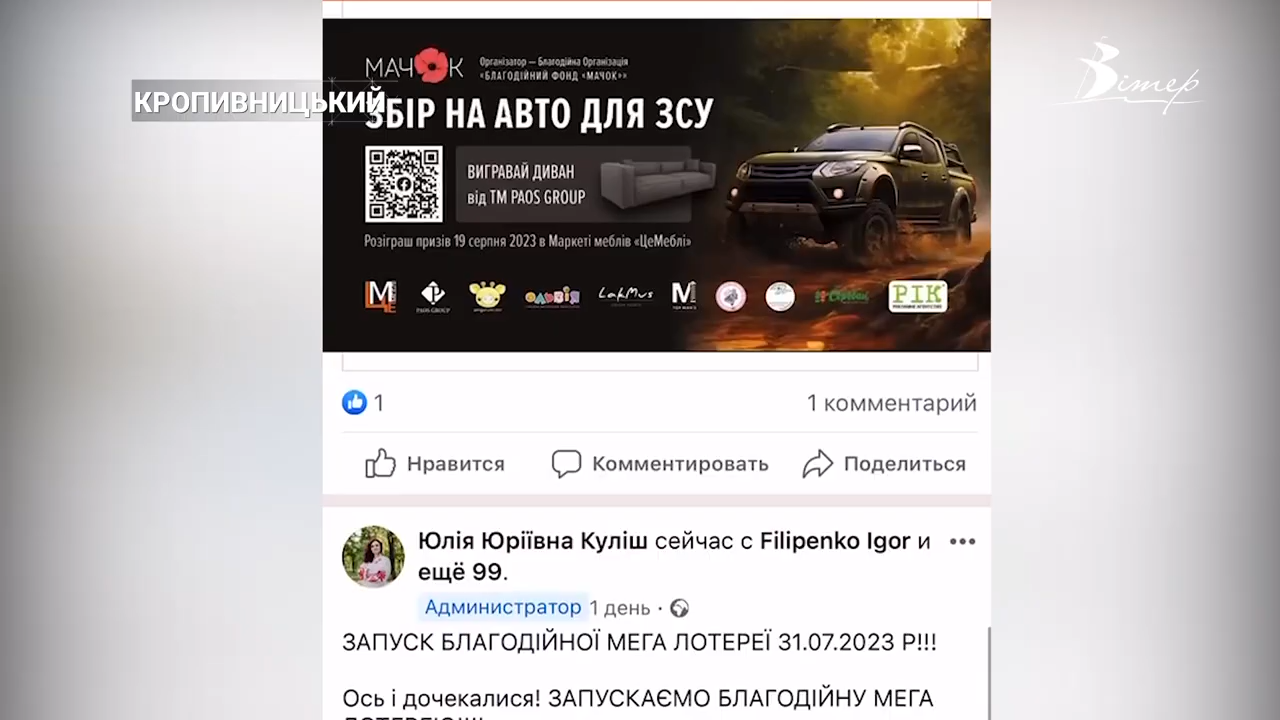 Вітер
КРОПИВНИЦЬКИЙ
МАЧОК
Організатор — Благодійна Організація
«БЛАГОДІЙНИЙ ФОНД «МАЧОК»»
ЗБІР НА АВТО ДЛЯ ЗСУ
ВИГРАВАЙ ДИВАН
від ТМ PAOS GROUP
Розіграш призів 19 серпня 2023 в Маркеті меблів «ЦеМеблі»
PAOS GROUP
ОЛЬВІЯ
LakMus
РІК
1
1 комментарий
Нравится
Комментировать
Поделиться
Юлія Юріївна Куліш сейчас с Filipenko Igor и
ещё 99.
Администратор 1 день ·
ЗАПУСК БЛАГОДІЙНОЇ МЕГА ЛОТЕРЕЇ 31.07.2023 Р!!!
Ось і дочекалися! ЗАПУСКАЄМО БЛАГОДІЙНУ МЕГА